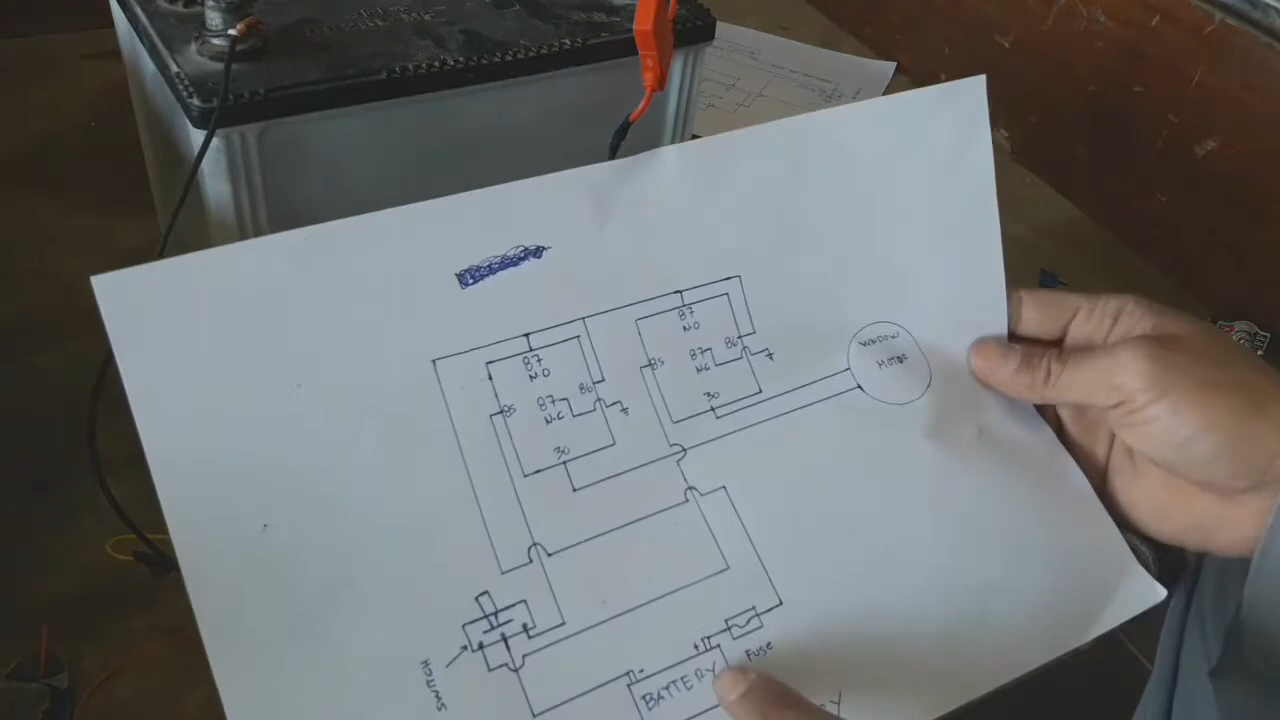 87
NO
87
NO
86
85
87
N.C
30
86
85
87
NC
30
WINDOW
MOTOR
SWITCH
+
-
BATTERY
FUSE